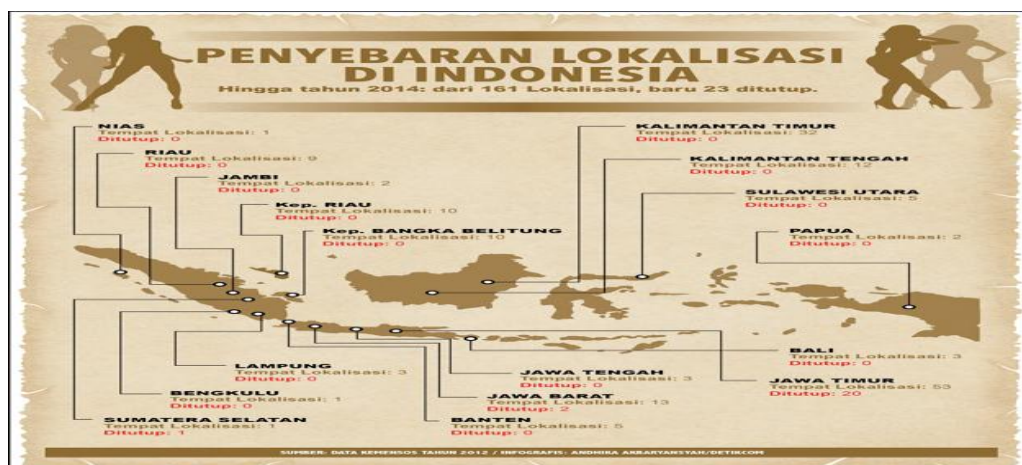 PENYEBARAN LOKALISASI
DI INDONESIA
Hingga tahun 2014: dari 161 Lokalisasi, baru 23 ditutup.
NIAS
Tempat Lokalisasi: 1
Ditutup: 0
RIAU
Tempat Lokalisasi: 9
Ditutup: 0
JAMBI
Tempat Lokalisasi: 2
Ditutup: 0
Kep. RIAU
Tempat Lokalisasi: 10
Ditutup: 0
Kep. BANGKA BELITUNG
Tempat Lokalisasi: 10
Ditutup: 0
KALIMANTAN TIMUR
Tempat Lokalisasi: 32
Ditutup: 0
KALIMANTAN TENGAH
Tempat Lokalisasi: 12
Ditutup: 0
SULAWESI UTARA
Tempat Lokalisasi: 5
Ditutup: 0
PAPUA
Tempat Lokalisasi: 2
Ditutup: 0
LAMPUNG
Tempat Lokalisasi: 3
Ditutup: 0
BENGKULU
Tempat Lokalisasi: 1
Ditutup: 0
SUMATERA SELATAN
Tempat Lokalisasi: 1
Ditutup: 1
JAWA TENGAH
Tempat Lokalisasi: 3
Ditutup: 0
JAWA BARAT
Tempat Lokalisasi: 13
Ditutup: 2
BANTEN
Tempat Lokalisasi: 5
Ditutup: 0
BALI
Tempat Lokalisasi: 3
Ditutup: 0
JAWA TIMUR
Tempat Lokalisasi: 53
Ditutup: 20
SUMBER: DATA KEMENSOS TAHUN 2012 / INFOGRAFIS: ANDHIKA AKBARYANSYAH/DETIKCOM